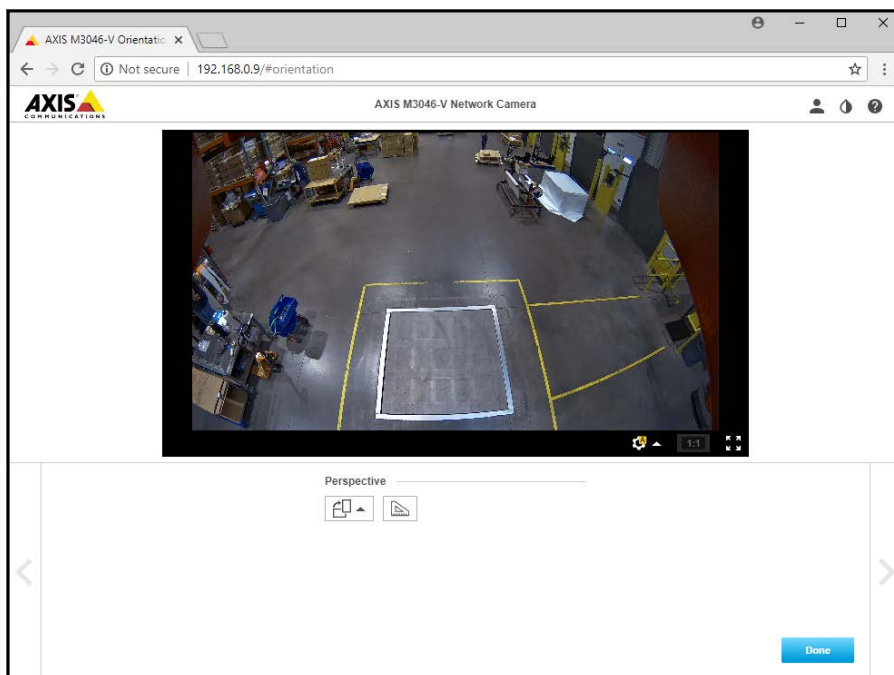 AXIS M3046-V Orientatio
Not secure | 192.168.0.9/#orientation
AXIS
COMMUNICATIONS
AXIS M3046-V Network Camera
1:1
Perspective
Done